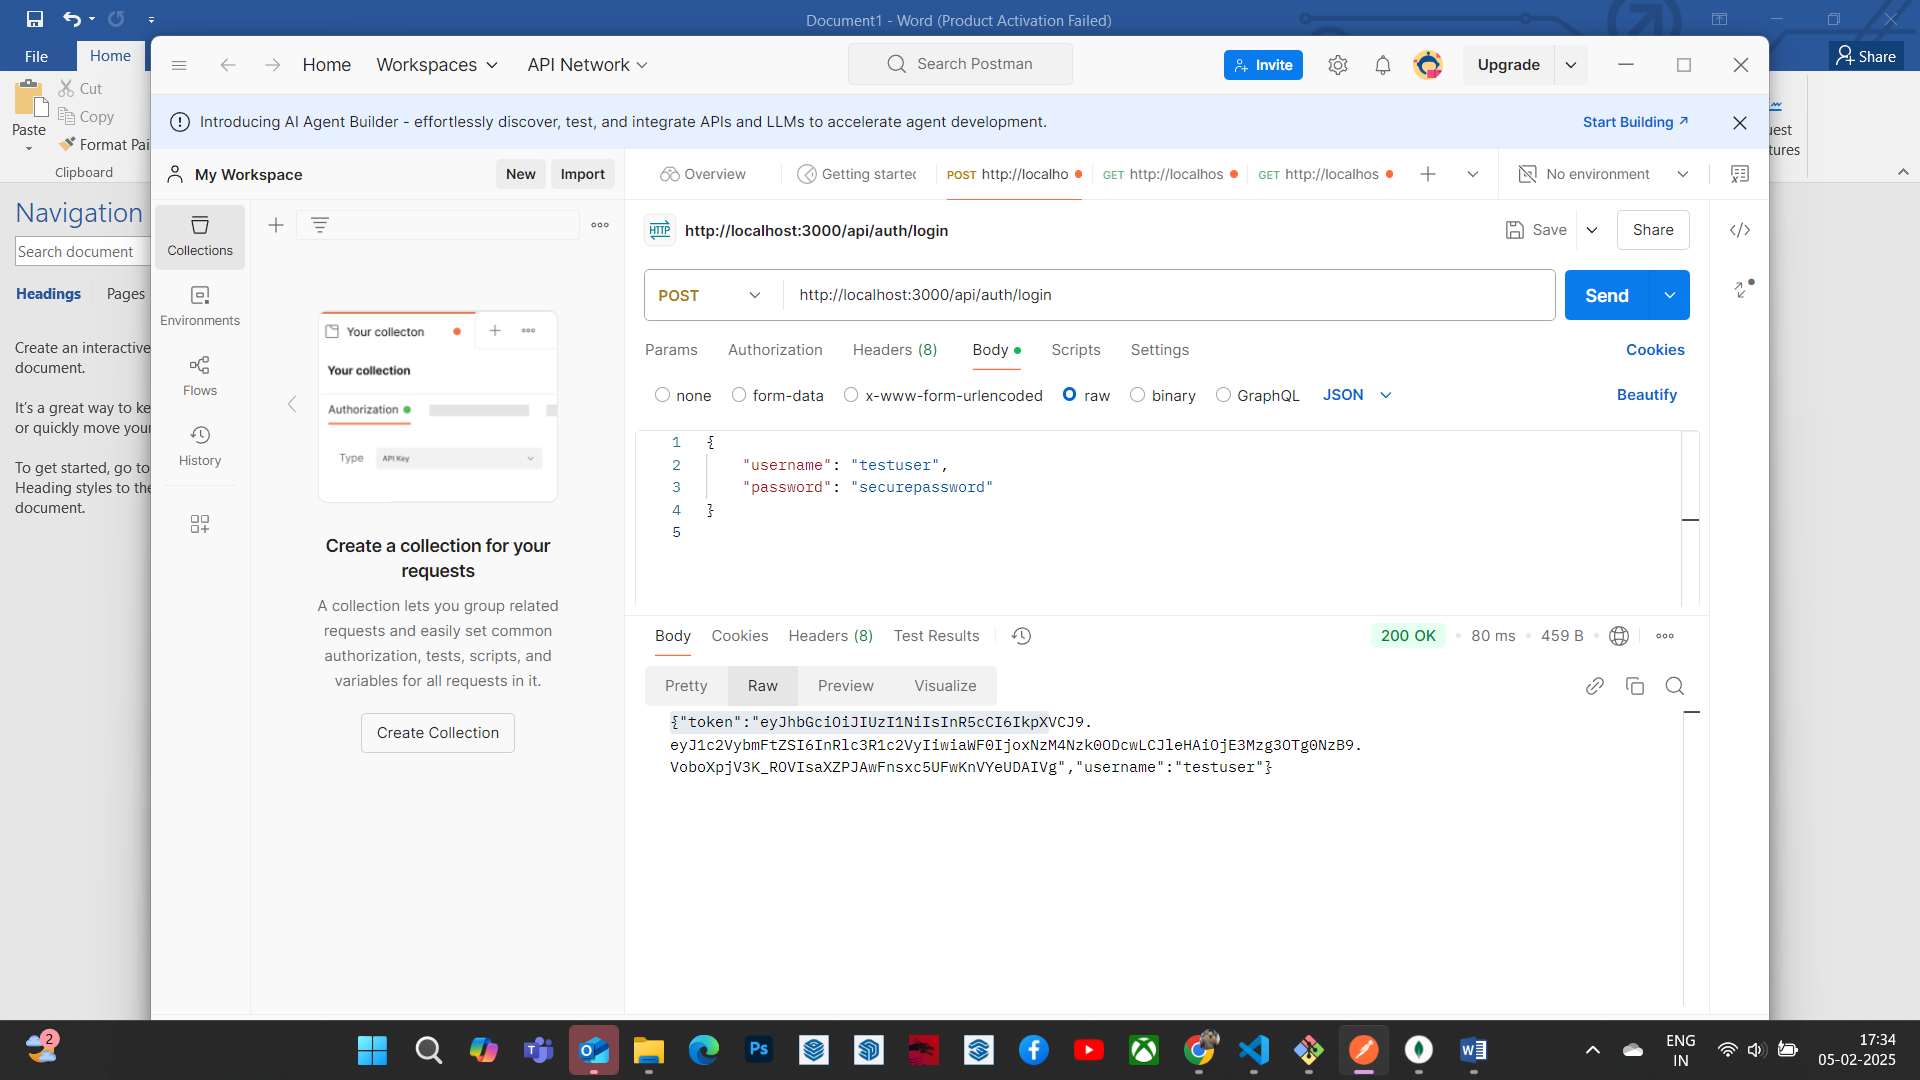 Document1 - Word (Product Activation Failed)
File
Home
Share
Cut
Copy
Format Pai
Paste
Clipboard
uest
tures
Navigation
Search document
Headings
Pages
Create an interactive
document.
It's a great way to ke
or quickly move your
To get started, go to
Heading styles to the
document.
Home
Workspaces
API Network
Search Postman
Invite
Upgrade
Introducing AI Agent Builder - effortlessly discover, test, and integrate APIs and LLMs to accelerate agent development.
Start Building ↗
My Workspace
New
Import
Overview
Getting started
POST http://localho
GET http://localhos
GET http://localhos
No environment
Collections
Environments
Flows
History
Your collecton
Your collection
Authorization
Type
API Key
Create a collection for your
requests
A collection lets you group related
requests and easily set common
authorization, tests, scripts, and
variables for all requests in it.
Create Collection
HTTP
http://localhost:3000/api/auth/login
Save
Share
POST
http://localhost:3000/api/auth/login
Send
Params
Authorization
Headers (8)
Body
Scripts
Settings
Cookies
none
form-data
x-www-form-urlencoded
raw
binary
GraphQL
JSON
Beautify
1 {
2 "username": "testuser",
3 "password": "securepassword"
4 }
5
Body
Cookies
Headers (8)
Test Results
200 OK
80 ms
459 B
Pretty
Raw
Preview
Visualize
{"token":"eyJhbGciOiJIUzI1NiIsInR5cCI6IkpXVCJ9.
eyJ1c2VybmFtZSI6InRlc3R1c2VyIiwiaWF0IjoxNzM4Nzk0ODcwLCJleHAiOjE3Mzg3OTg0NzB9.
VoboXpjV3K_ROVIsaXZPJAwFnsxc5UFwKnVYeUDAIVg","username":"testuser"}
2
Ps
ENG
IN
17:34
05-02-2025